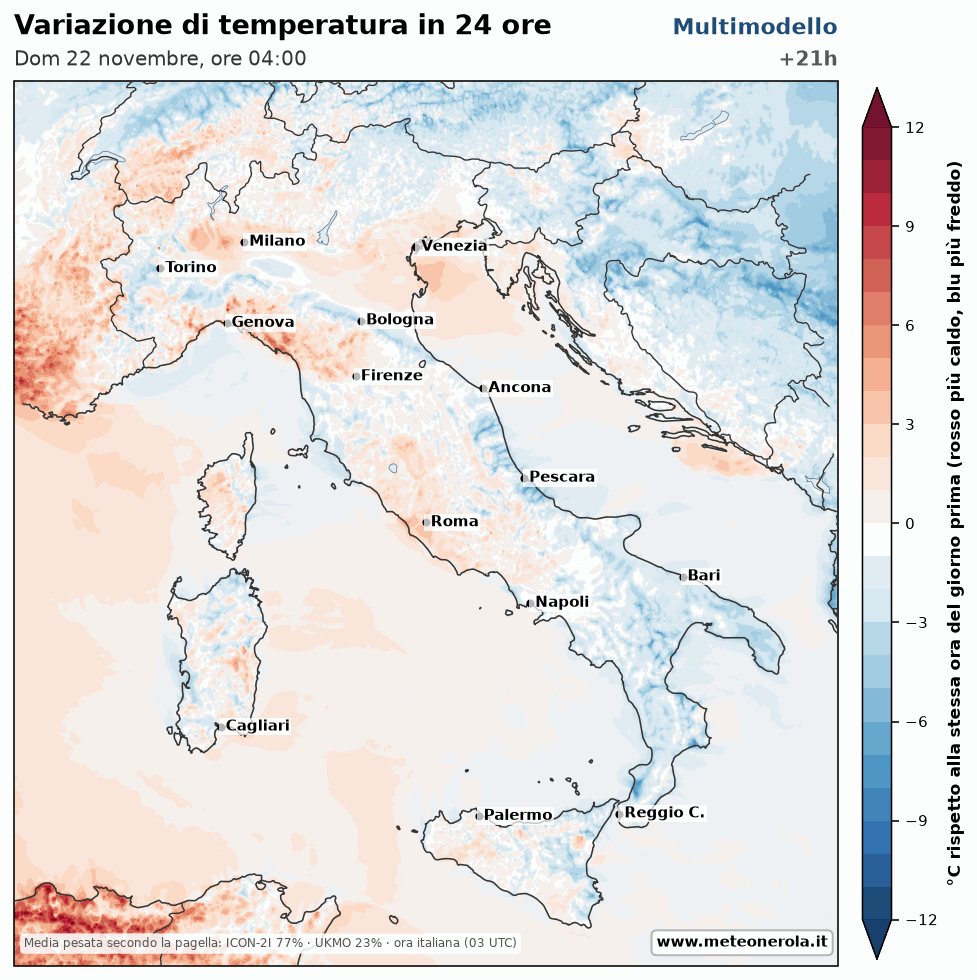 Variazione di temperatura in 24 ore
Multimodello
Dom 22 novembre, ore 04:00
+21h
Milano
Venezia
Torino
Genova
Bologna
Firenze
Ancona
Pescara
Roma
Bari
Napoli
Cagliari
Palermo
Reggio C.
12
9
6
3
0
−3
−6
−9
−12
°C rispetto alla stessa ora del giorno prima (rosso più caldo, blu più freddo)
Media pesata secondo la pagella: ICON-2I 77% · UKMO 23% · ora italiana (03 UTC)
www.meteonerola.it